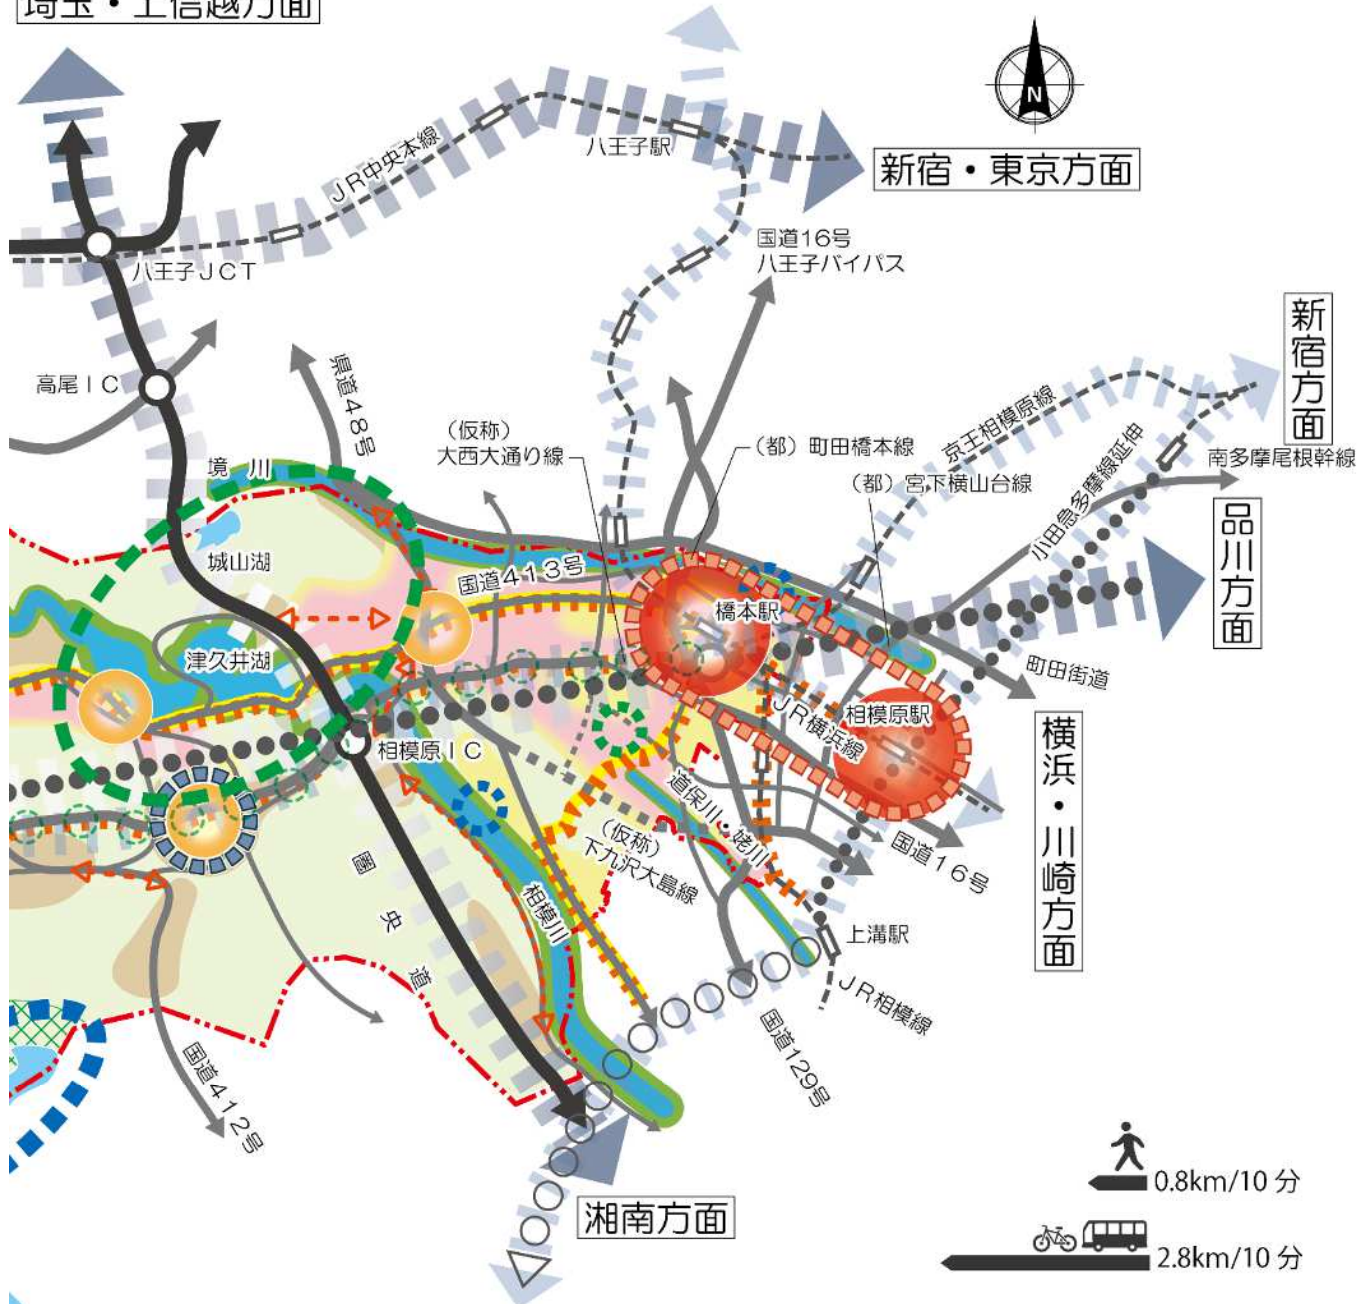 埼玉・上信越方面
N
新宿・東京方面
JR中央本線
八王子駅
国道16号
八王子バイパス
八王子JCT
新宿方面
高尾IC
県道48号
(仮称)
大西大通り線
(都)町田橋本線
京王相模原線
小田急多摩線延伸
南多摩尾根幹線
(都)宮下横山台線
境川
品川方面
城山湖
国道413号
橋本駅
津久井湖
町田街道
相模原駅
JR横浜線
横浜・川崎方面
相模原IC
道保川・姥川
(仮称)
下九沢大島線
国道16号
圏央道
相模川
上溝駅
JR相模線
国道129号
国道412号
0.8km/10分
湘南方面
2.8km/10分